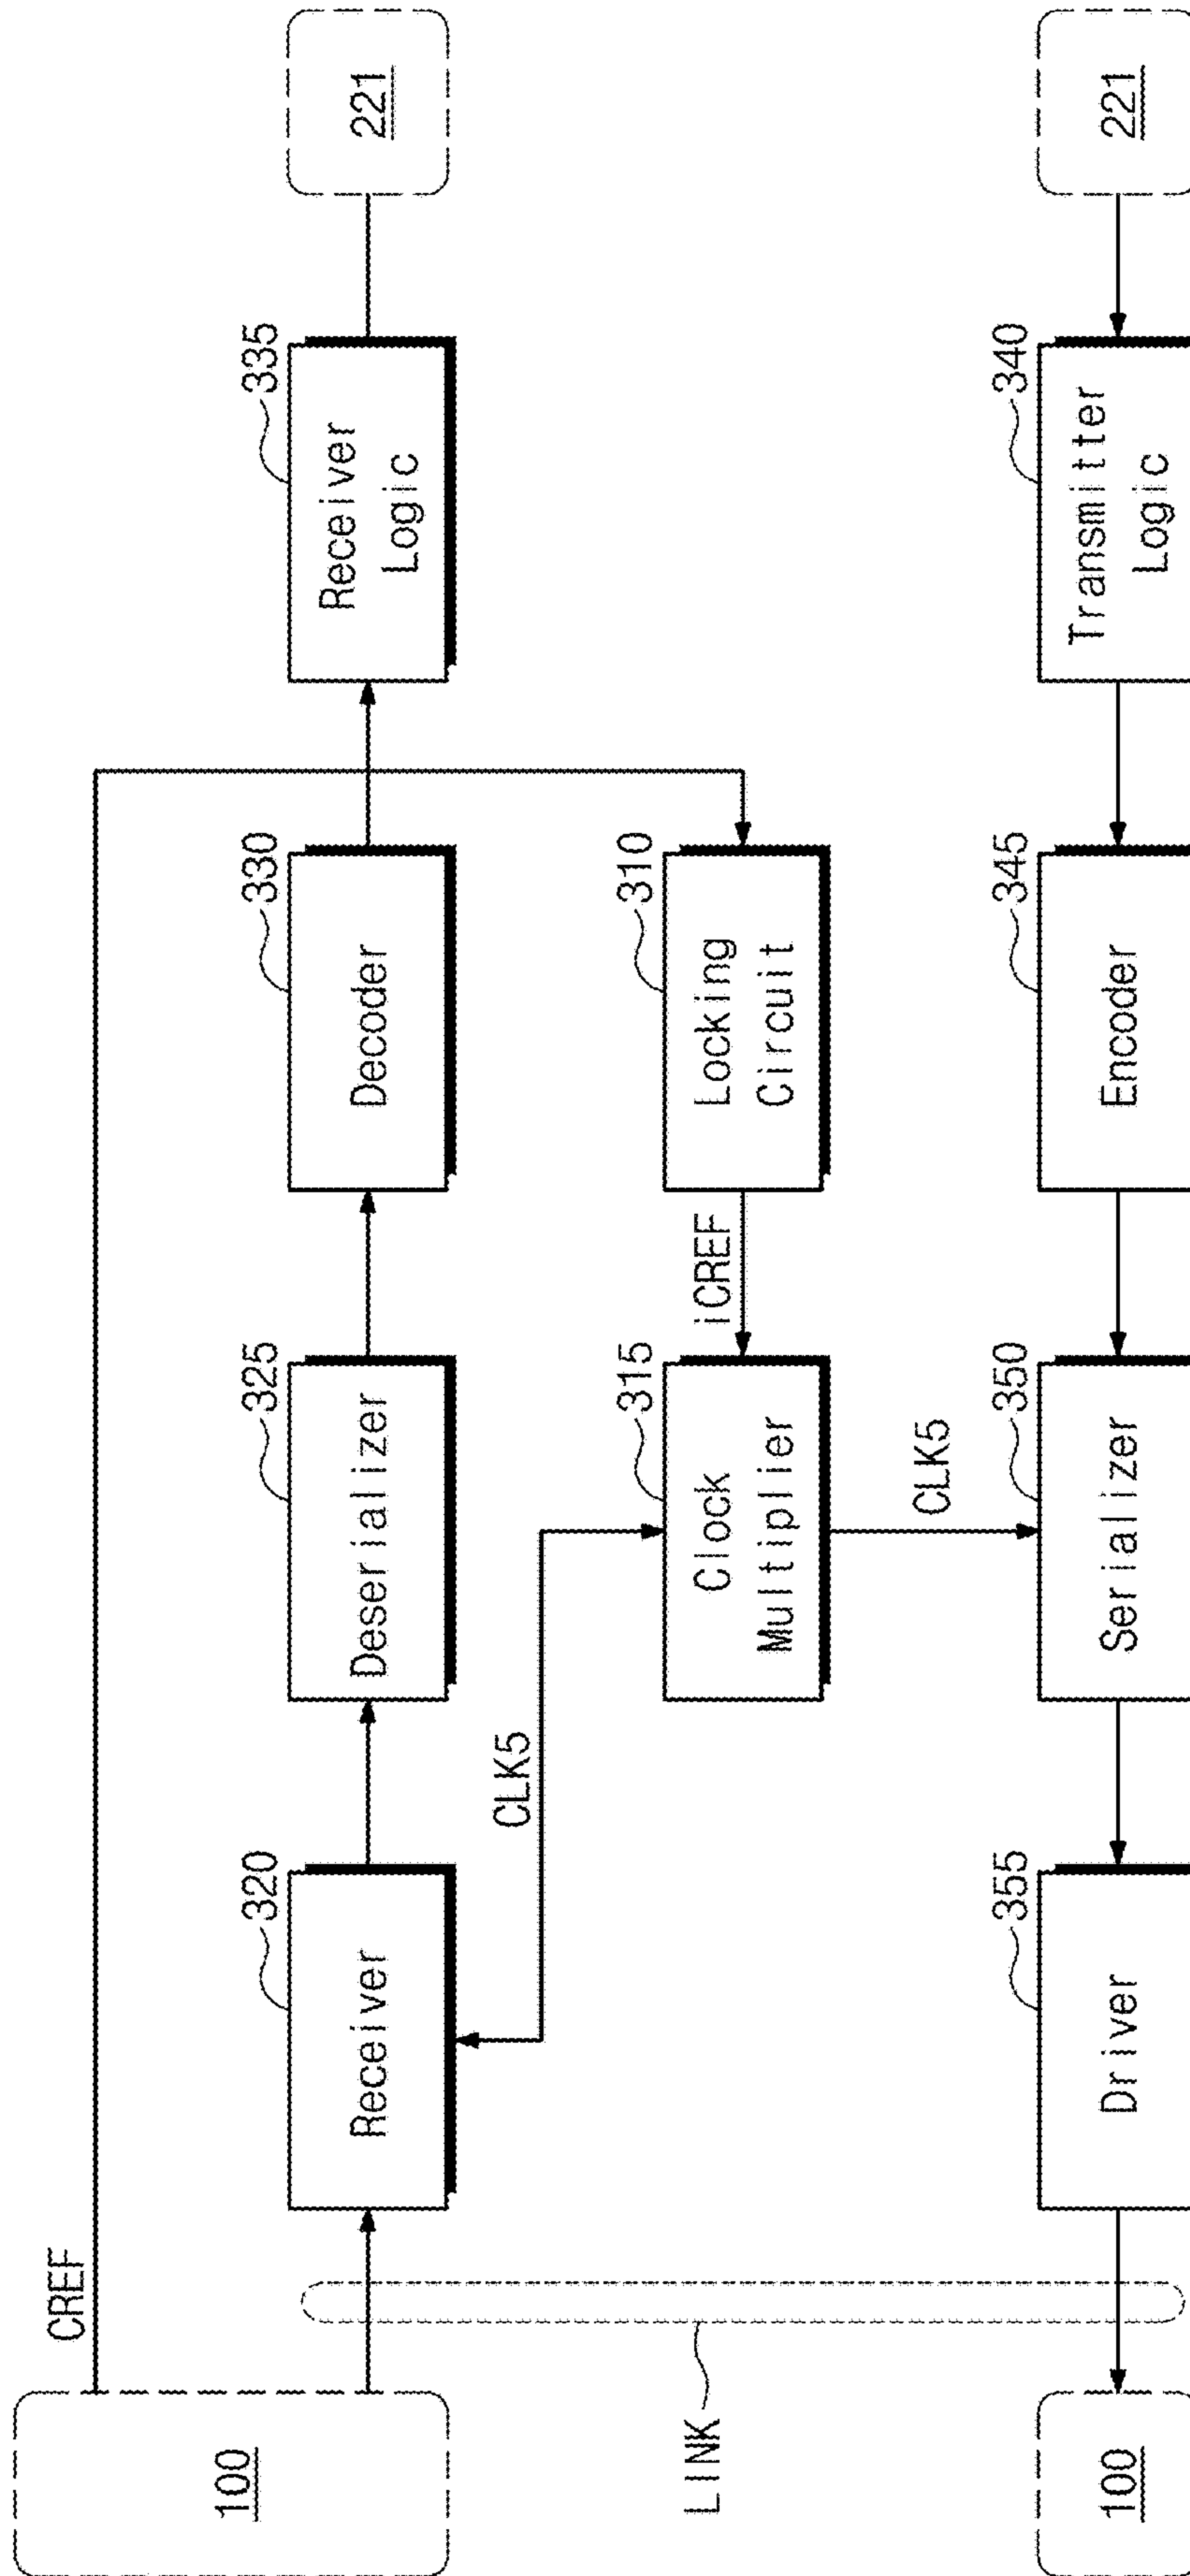 CREF
100
320
Receiver
325
Deserializer
330
Decoder
335
Receiver
Logic
221
CLK5
315
Clock
Multiplier
iCREF
310
Locking
Circuit
LINK
CLK5
100
355
Driver
350
Serializer
345
Encoder
340
Transmitter
Logic
221